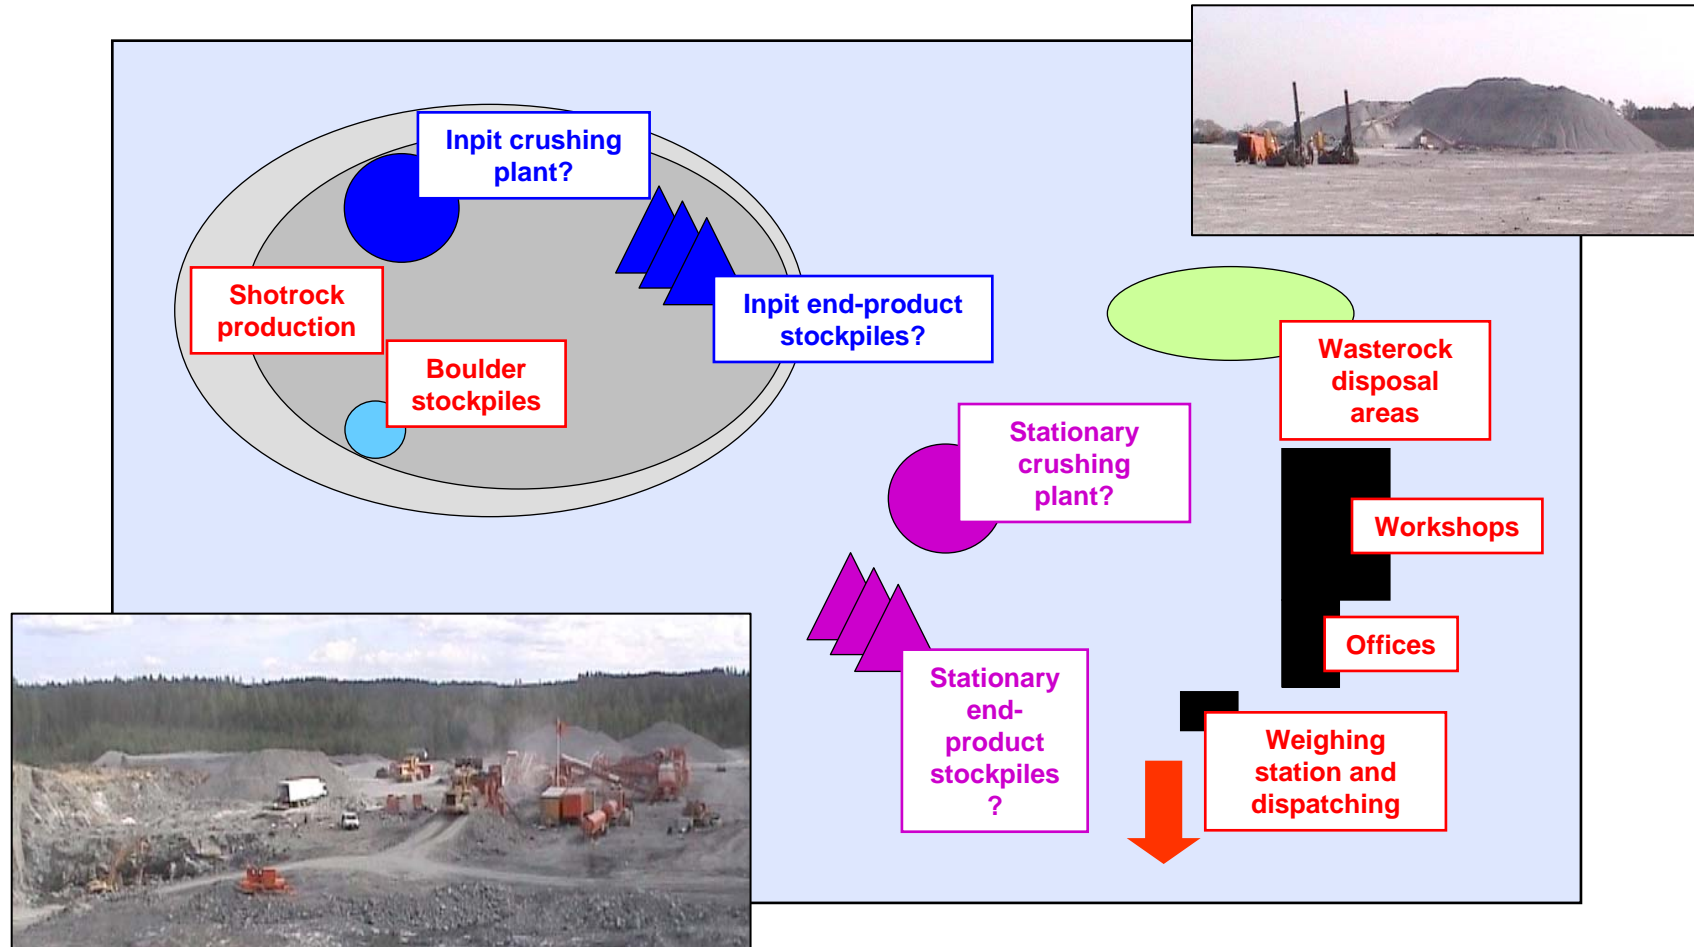 Inpit crushing
plant?
Shotrock
production
Inpit end-product
stockpiles?
Boulder
stockpiles
Wasterock
disposal
areas
Stationary
crushing
plant?
Workshops
Offices
Stationary
end-
product
stockpiles
?
Weighing
station and
dispatching